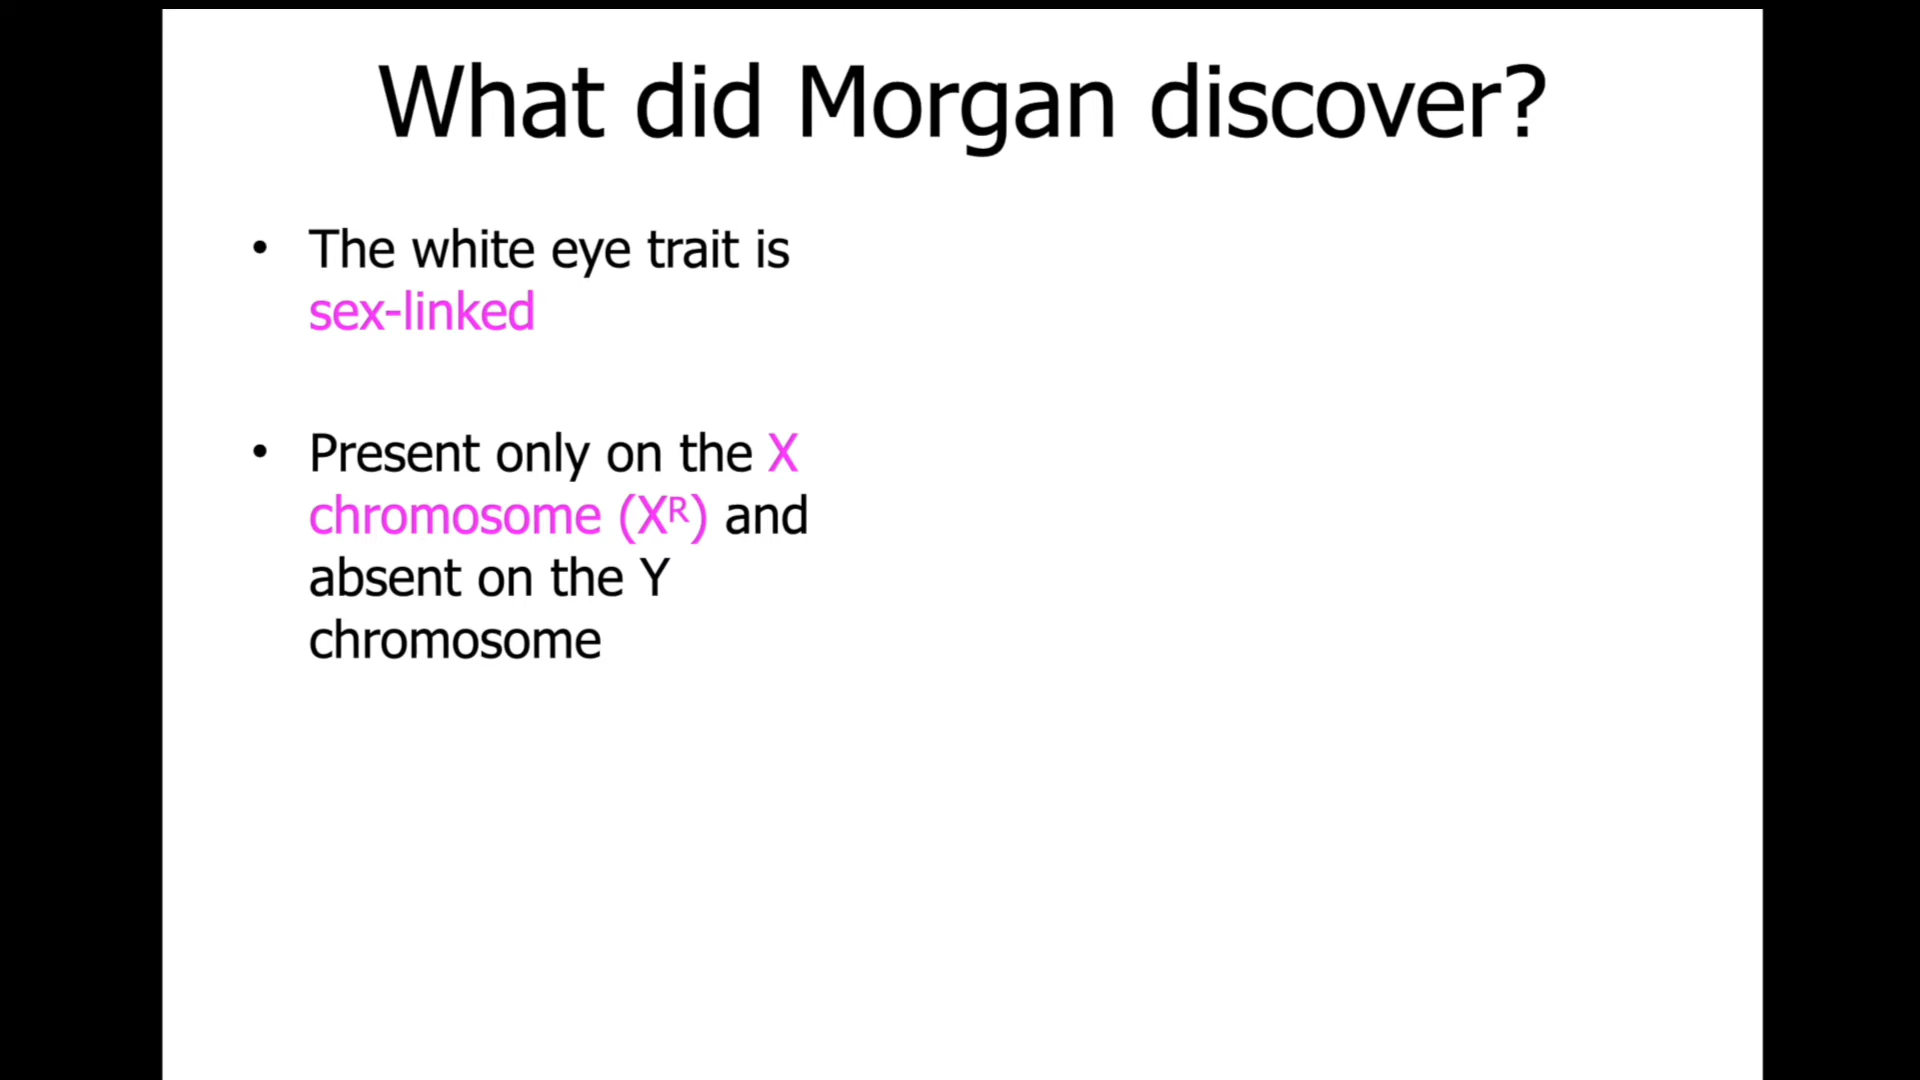 What did Morgan discover?
• The white eye trait is
sex-linked
• Present only on the X
chromosome (Xᴿ) and
absent on the Y
chromosome